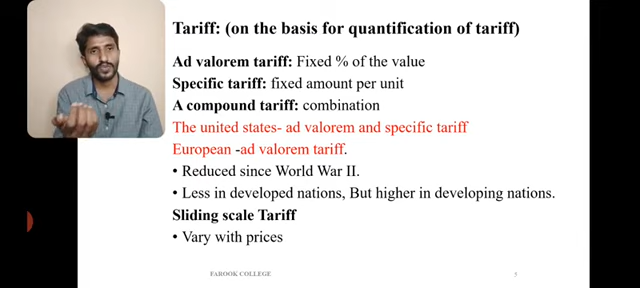 Tariff: (on the basis for quantification of tariff)
Ad valorem tariff: Fixed % of the value
Specific tariff: fixed amount per unit
A compound tariff: combination
The united states- ad valorem and specific tariff
European -ad valorem tariff.
• Reduced since World War II.
• Less in developed nations, But higher in developing nations.
Sliding scale Tariff
• Vary with prices
FAROOK COLLEGE
5